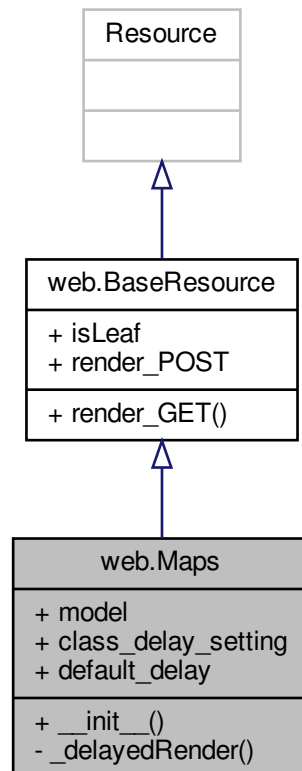 Resource
web.BaseResource
+ isLeaf
+ render_POST
+ render_GET()
web.Maps
+ model
+ class_delay_setting
+ default_delay
+ __init__()
- _delayedRender()